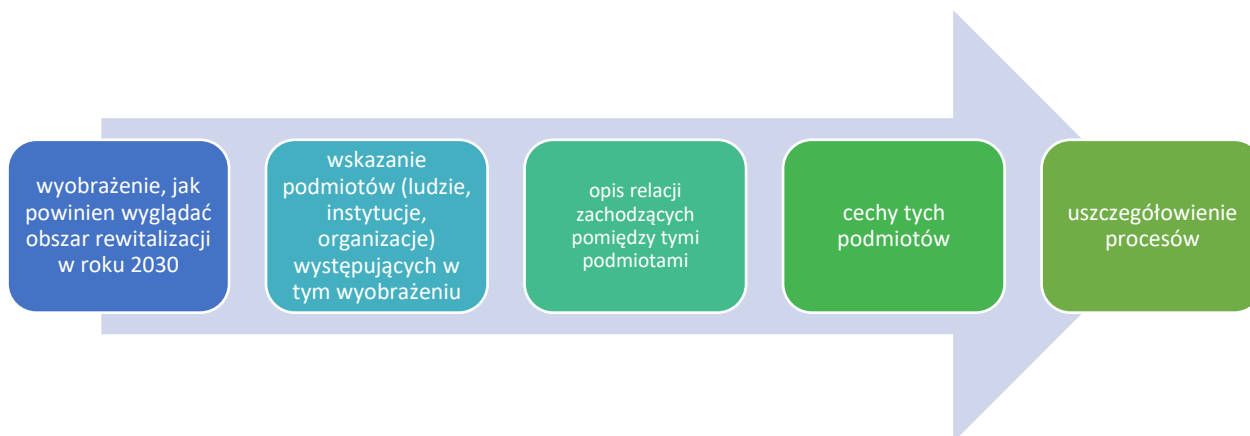 wyobrażenie, jak
powinien wyglądać
obszar rewitalizacji
w roku 2030
wskazanie
podmiotów (ludzie,
instytucje,
organizacje)
występujących w
tym wyobrażeniu
opis relacji
zachodzących
pomiędzy tymi
podmiotami
cechy tych
podmiotów
uszczegółowienie
procesów